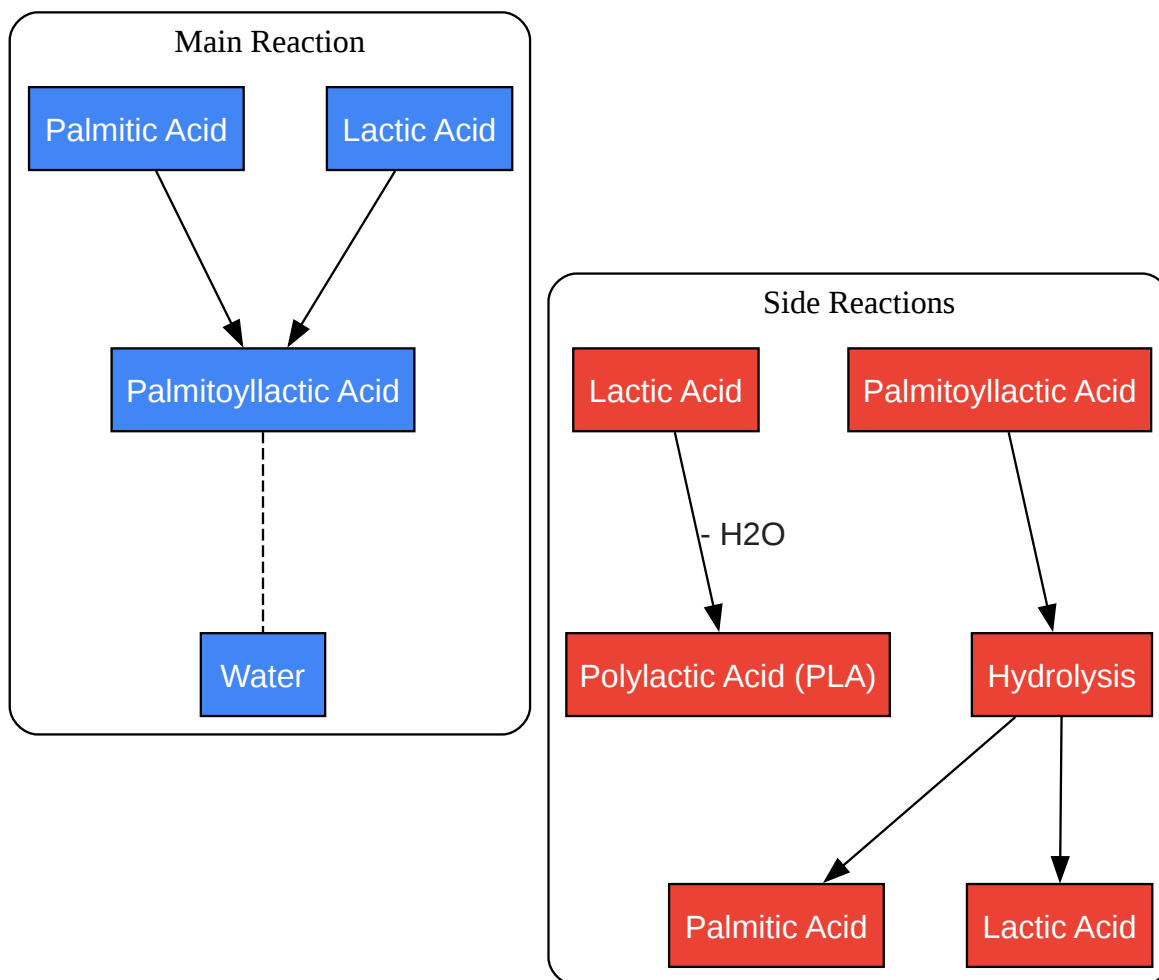 Main Reaction
Palmitic Acid
Lactic Acid
Palmitoyllactic Acid
Water
Side Reactions
Lactic Acid
Palmitoyllactic Acid
- H2O
Polylactic Acid (PLA)
Hydrolysis
Palmitic Acid
Lactic Acid